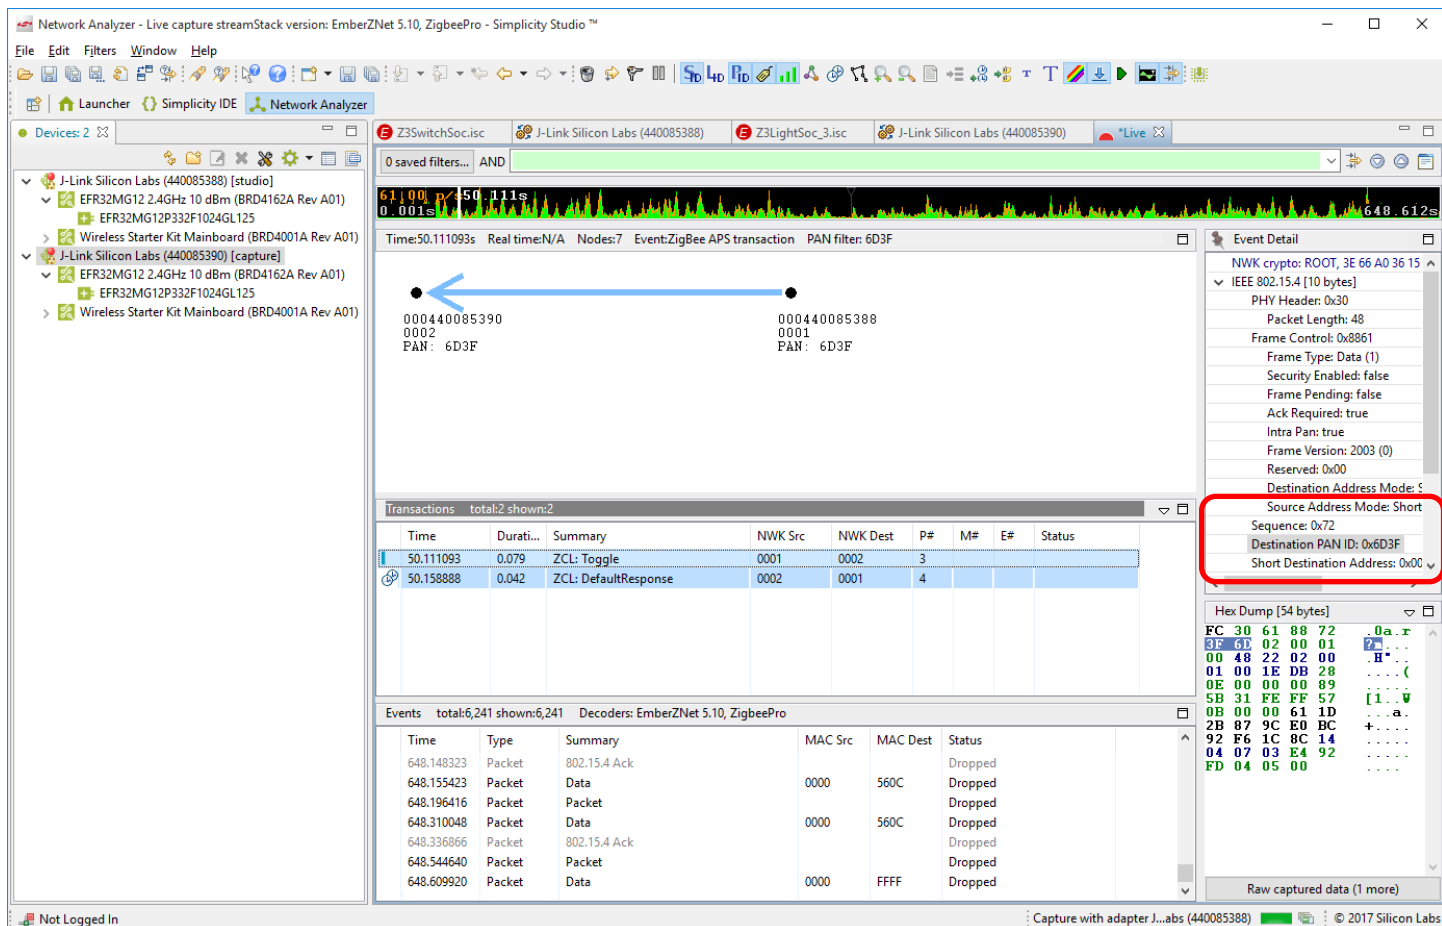 Network Analyzer - Live capture streamStack version: EmberZNet 5.10, ZigbeePro - Simplicity Studio ™
File Edit Filters Window Help
Launcher {} Simplicity IDE Network Analyzer
Devices: 2
J-Link Silicon Labs (440085388) [studio]
EFR32MG12 2.4GHz 10 dBm (BRD4162A Rev A01)
EFR32MG12P332F1024GL125
Wireless Starter Kit Mainboard (BRD4001A Rev A01)
J-Link Silicon Labs (440085390) [capture]
EFR32MG12 2.4GHz 10 dBm (BRD4162A Rev A01)
EFR32MG12P332F1024GL125
Wireless Starter Kit Mainboard (BRD4001A Rev A01)
Z3SwitchSoc.isc J-Link Silicon Labs (440085388) Z3LightSoc_3.isc J-Link Silicon Labs (440085390) *Live
0 saved filters... AND
50.111s
0.001s 648.612s
Time:50.111093s Real time:N/A Nodes:7 Event:ZigBee APS transaction PAN filter: 6D3F
000440085390 000440085388
0002 0001
PAN: 6D3F PAN: 6D3F
Transactions total:2 shown:2
Time Durati... Summary NWK Src NWK Dest P# M# E# Status
50.111093 0.079 ZCL: Toggle 0001 0002 3
50.158888 0.042 ZCL: DefaultResponse 0002 0001 4
Events total:6,241 shown:6,241 Decoders: EmberZNet 5.10, ZigbeePro
Time Type Summary MAC Src MAC Dest Status
648.148323 Packet 802.15.4 Ack Dropped
648.155423 Packet Data 0000 560C Dropped
648.196416 Packet Packet Dropped
648.310048 Packet Data 0000 560C Dropped
648.336866 Packet 802.15.4 Ack Dropped
648.544640 Packet Packet Dropped
648.609920 Packet Data 0000 FFFF Dropped
Event Detail
NWK crypto: ROOT, 3E 66 A0 36 15
IEEE 802.15.4 [10 bytes]
PHY Header: 0x30
Packet Length: 48
Frame Control: 0x8861
Frame Type: Data (1)
Security Enabled: false
Frame Pending: false
Ack Required: true
Intra Pan: true
Frame Version: 2003 (0)
Reserved: 0x00
Destination Address Mode: S
Source Address Mode: Short
Sequence: 0x72
Destination PAN ID: 0x6D3F
Short Destination Address: 0x00
Hex Dump [54 bytes]
FC 30 61 88 72 .0a.r
3F 6D 02 00 01 ?m...
00 48 22 02 00 .H"..
01 00 1E DB 28 ....(
0E 00 00 00 89 .....
5B 31 FE FF 57 [1..W
0B 00 00 61 1D ...a.
2B 87 9C E0 BC +....
92 F6 1C 8C 14 .....
04 07 03 E4 92 .....
FD 04 05 00 ....
Raw captured data (1 more)
Not Logged In Capture with adapter J...abs (440085388) © 2017 Silicon Labs